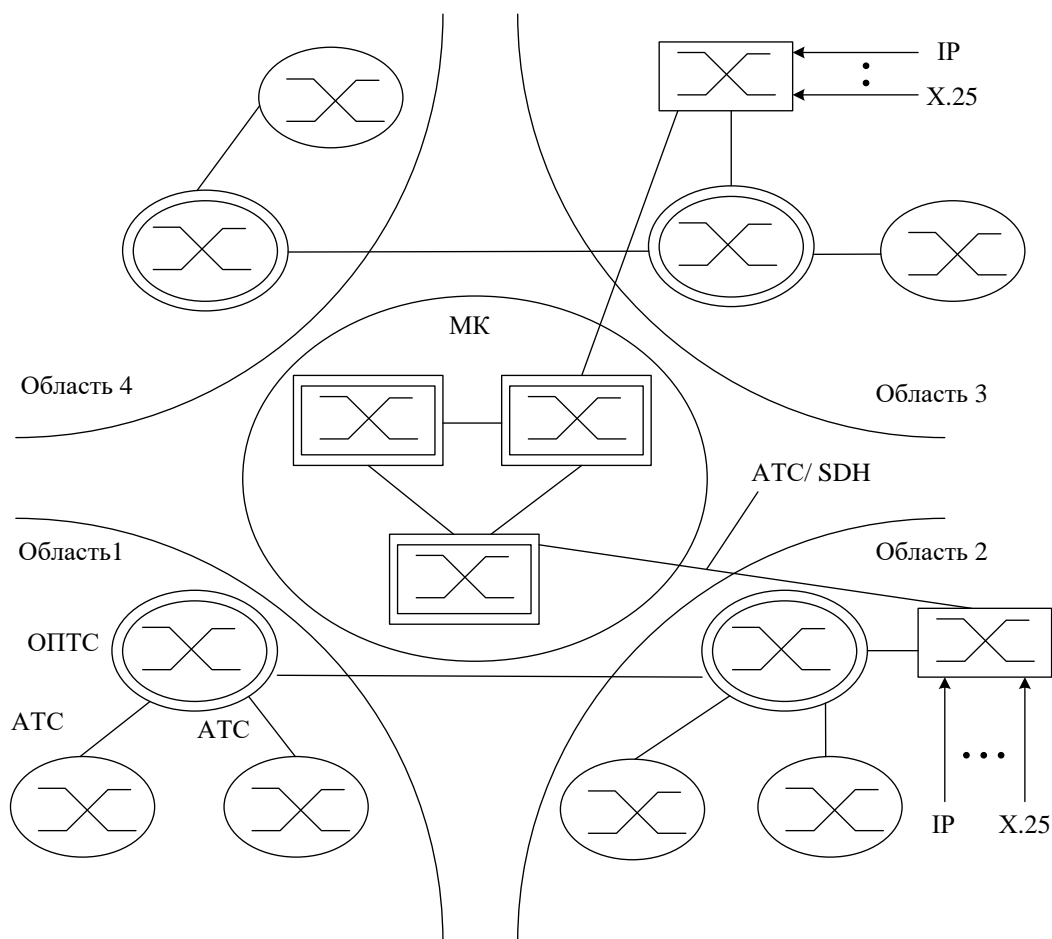 IP
X.25
МК
Область 4
Область 3
АТС/ SDH
Область1
Область 2
ОПТС
АТС
АТС
IP
X.25